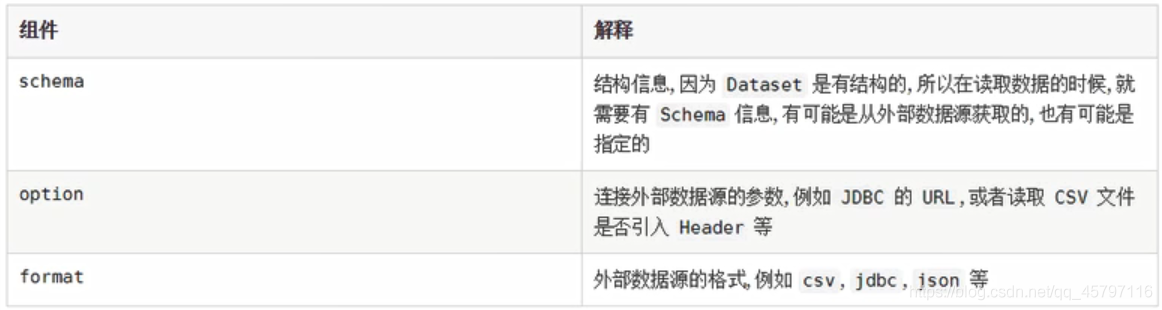 组件 解释
schema 结构信息,因为 Dataset 是有结构的,所以在读取数据的时候,就
需要有 Schema 信息,有可能是从外部数据源获取的,也有可能是
指定的
option 连接外部数据源的参数,例如 JDBC 的 URL,或者读取 CSV 文件
是否引入 Header 等
format 外部数据源的格式,例如 csv, jdbc, json 等
https://blog.csdn.net/qq_45797116